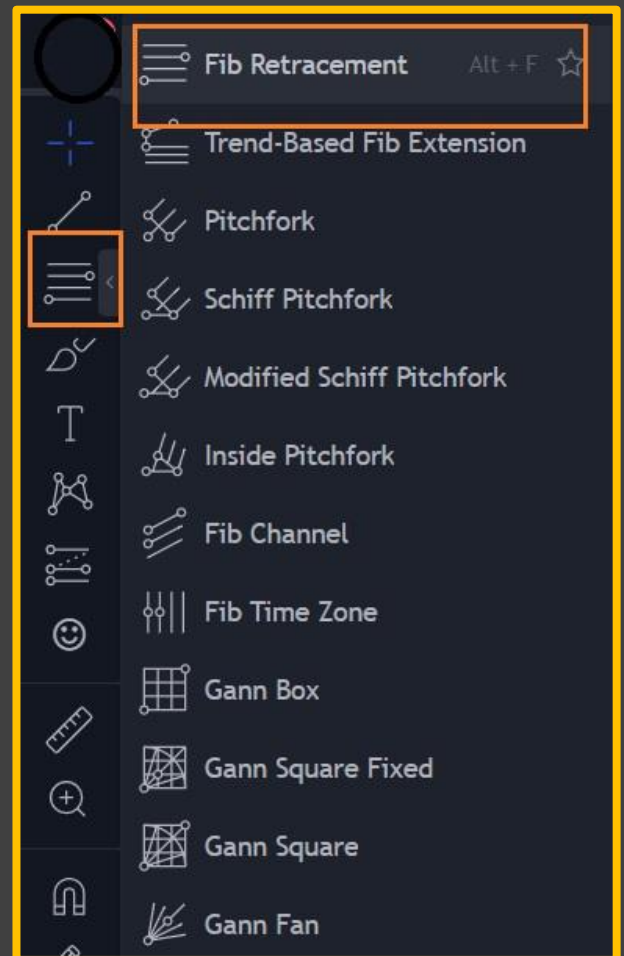 Fib Retracement Alt + F
Trend-Based Fib Extension
Pitchfork
Schiff Pitchfork
Modified Schiff Pitchfork
Inside Pitchfork
Fib Channel
T
Fib Time Zone
Gann Box
Gann Square Fixed
Gann Square
Gann Fan